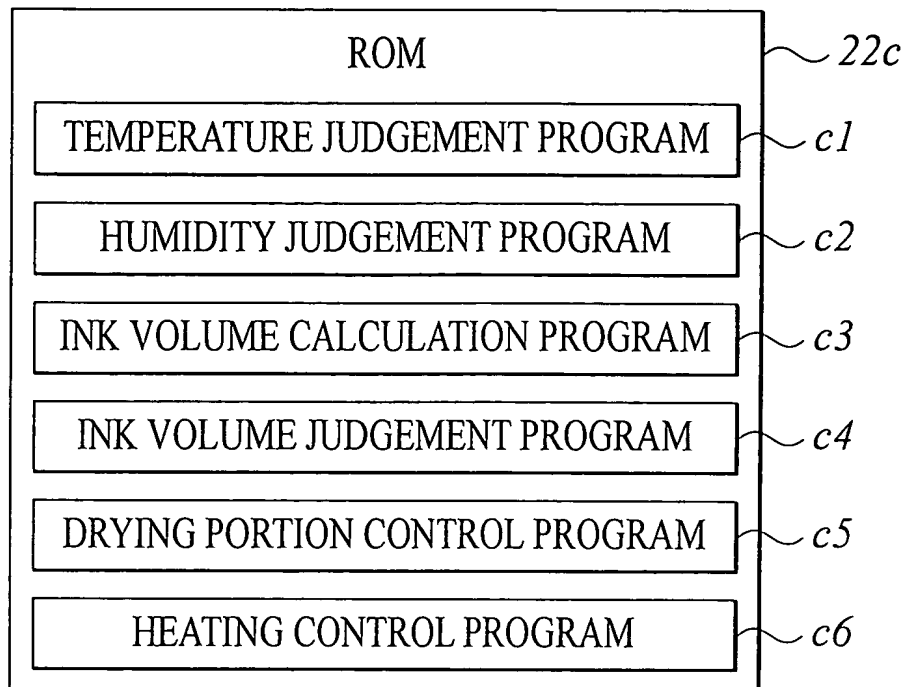 ROM 22c
TEMPERATURE JUDGEMENT PROGRAM c1
HUMIDITY JUDGEMENT PROGRAM c2
INK VOLUME CALCULATION PROGRAM c3
INK VOLUME JUDGEMENT PROGRAM c4
DRYING PORTION CONTROL PROGRAM c5
HEATING CONTROL PROGRAM c6